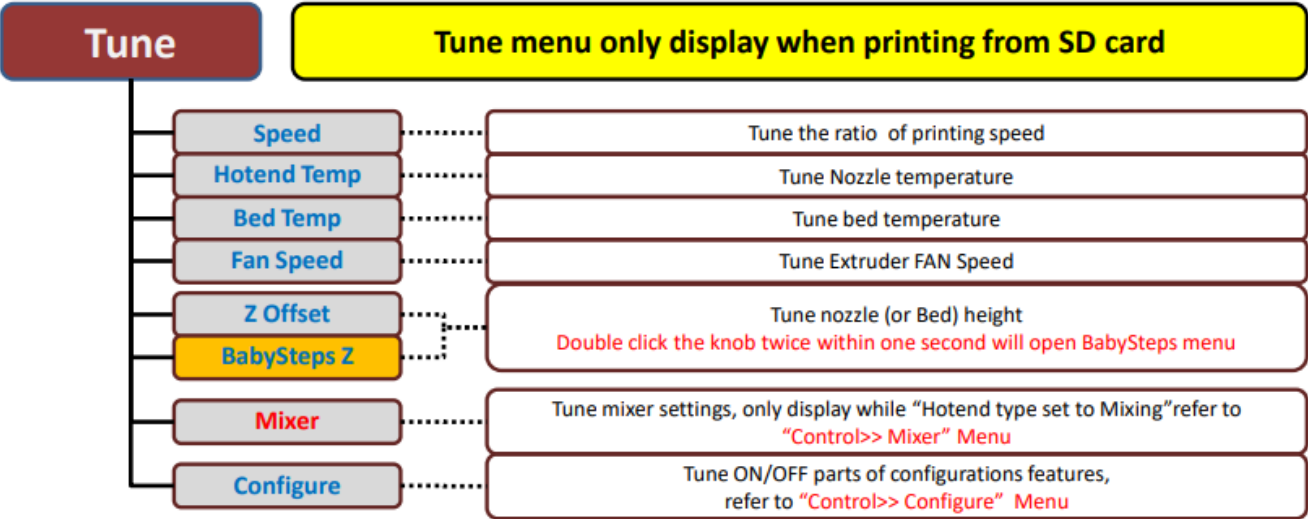 Tune
Tune menu only display when printing from SD card
Speed
Tune the ratio of printing speed
Hotend Temp
Tune Nozzle temperature
Bed Temp
Tune bed temperature
Fan Speed
Tune Extruder FAN Speed
Z Offset
BabySteps Z
Tune nozzle (or Bed) height
Double click the knob twice within one second will open BabySteps menu
Mixer
Tune mixer settings, only display while “Hotend type set to Mixing”refer to
“Control>> Mixer” Menu
Configure
Tune ON/OFF parts of configurations features,
refer to “Control>> Configure” Menu